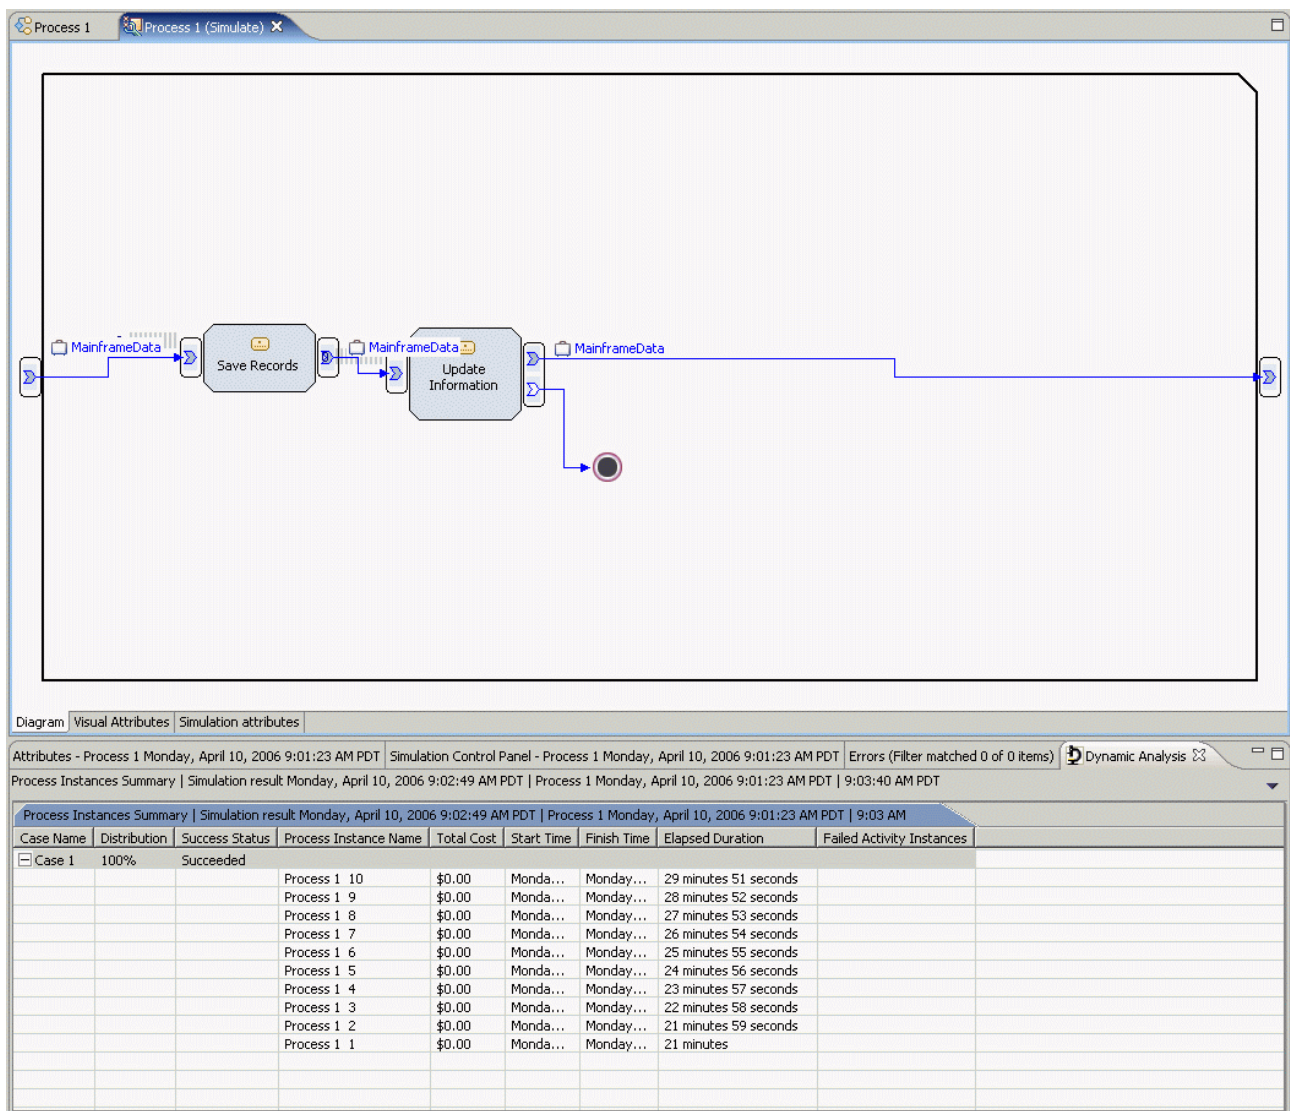 Process 1 Process 1 (Simulate)
MainframeData MainframeData MainframeData
Save Records Update
Information
Diagram Visual Attributes Simulation attributes
Attributes - Process 1 Monday, April 10, 2006 9:01:23 AM PDT Simulation Control Panel - Process 1 Monday, April 10, 2006 9:01:23 AM PDT Errors (Filter matched 0 of 0 items) Dynamic Analysis
Process Instances Summary | Simulation result Monday, April 10, 2006 9:02:49 AM PDT | Process 1 Monday, April 10, 2006 9:01:23 AM PDT | 9:03:40 AM PDT
Process Instances Summary | Simulation result Monday, April 10, 2006 9:02:49 AM PDT | Process 1 Monday, April 10, 2006 9:01:23 AM PDT | 9:03 AM
Case Name Distribution Success Status Process Instance Name Total Cost Start Time Finish Time Elapsed Duration Failed Activity Instances
Case 1 100% Succeeded
Process 1 10 $0.00 Monda... Monday... 29 minutes 51 seconds
Process 1 9 $0.00 Monda... Monday... 28 minutes 52 seconds
Process 1 8 $0.00 Monda... Monday... 27 minutes 53 seconds
Process 1 7 $0.00 Monda... Monday... 26 minutes 54 seconds
Process 1 6 $0.00 Monda... Monday... 25 minutes 55 seconds
Process 1 5 $0.00 Monda... Monday... 24 minutes 56 seconds
Process 1 4 $0.00 Monda... Monday... 23 minutes 57 seconds
Process 1 3 $0.00 Monda... Monday... 22 minutes 58 seconds
Process 1 2 $0.00 Monda... Monday... 21 minutes 59 seconds
Process 1 1 $0.00 Monda... Monday... 21 minutes